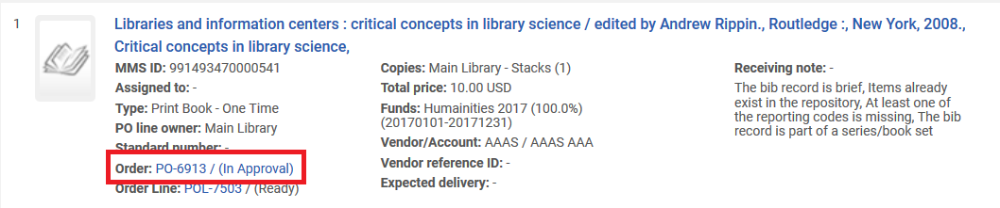 1
Libraries and information centers : critical concepts in library science / edited by Andrew Rippin., Routledge :, New York, 2008.,
Critical concepts in library science,
MMS ID: 991493470000541
Assigned to: -
Type: Print Book - One Time
PO line owner: Main Library
Standard number: -
Order: PO-6913 / (In Approval)
Order Line: POL-7503 / (Ready)
Copies: Main Library - Stacks (1)
Total price: 10.00 USD
Funds: Humainities 2017 (100.0%)
(20170101-20171231)
Vendor/Account: AAAS / AAAS AAA
Vendor reference ID: -
Expected delivery: -
Receiving note: -
The bib record is brief, Items already
exist in the repository, At least one of
the reporting codes is missing, The bib
record is part of a series/book set